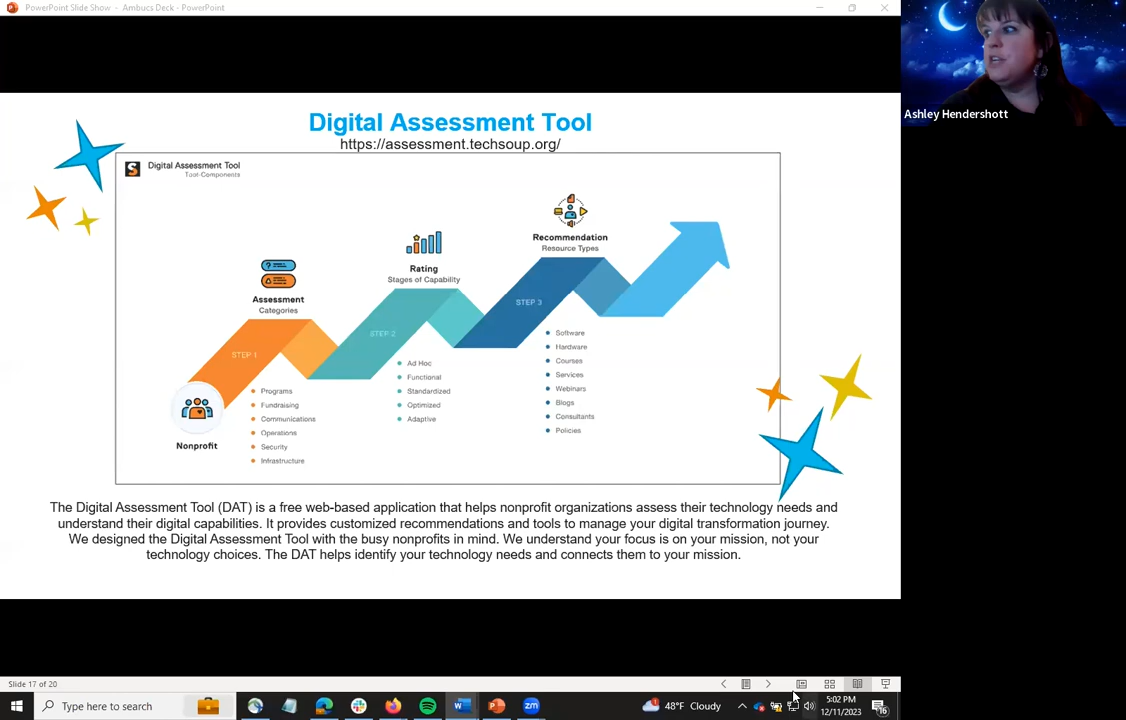 PowerPoint Slide Show - Ambucs Deck - PowerPoint
Ashley Hendershott
Digital Assessment Tool
https://assessment.techsoup.org/
S
Digital Assessment Tool
Tool Components
Recommendation
Resource Types
Rating
Stages of Capability
Assessment
Categories
STEP 1
STEP 2
STEP 3
Nonprofit
Programs
Fundraising
Communications
Operations
Security
Infrastructure
Ad Hoc
Functional
Standardized
Optimized
Adaptive
Software
Hardware
Courses
Services
Webinars
Blogs
Consultants
Policies
The Digital Assessment Tool (DAT) is a free web-based application that helps nonprofit organizations assess their technology needs and
understand their digital capabilities. It provides customized recommendations and tools to manage your digital transformation journey.
We designed the Digital Assessment Tool with the busy nonprofits in mind. We understand your focus is on your mission, not your
technology choices. The DAT helps identify your technology needs and connects them to your mission.
Slide 17 of 20
Type here to search
48°F Cloudy
5:02 PM
12/11/2023
16